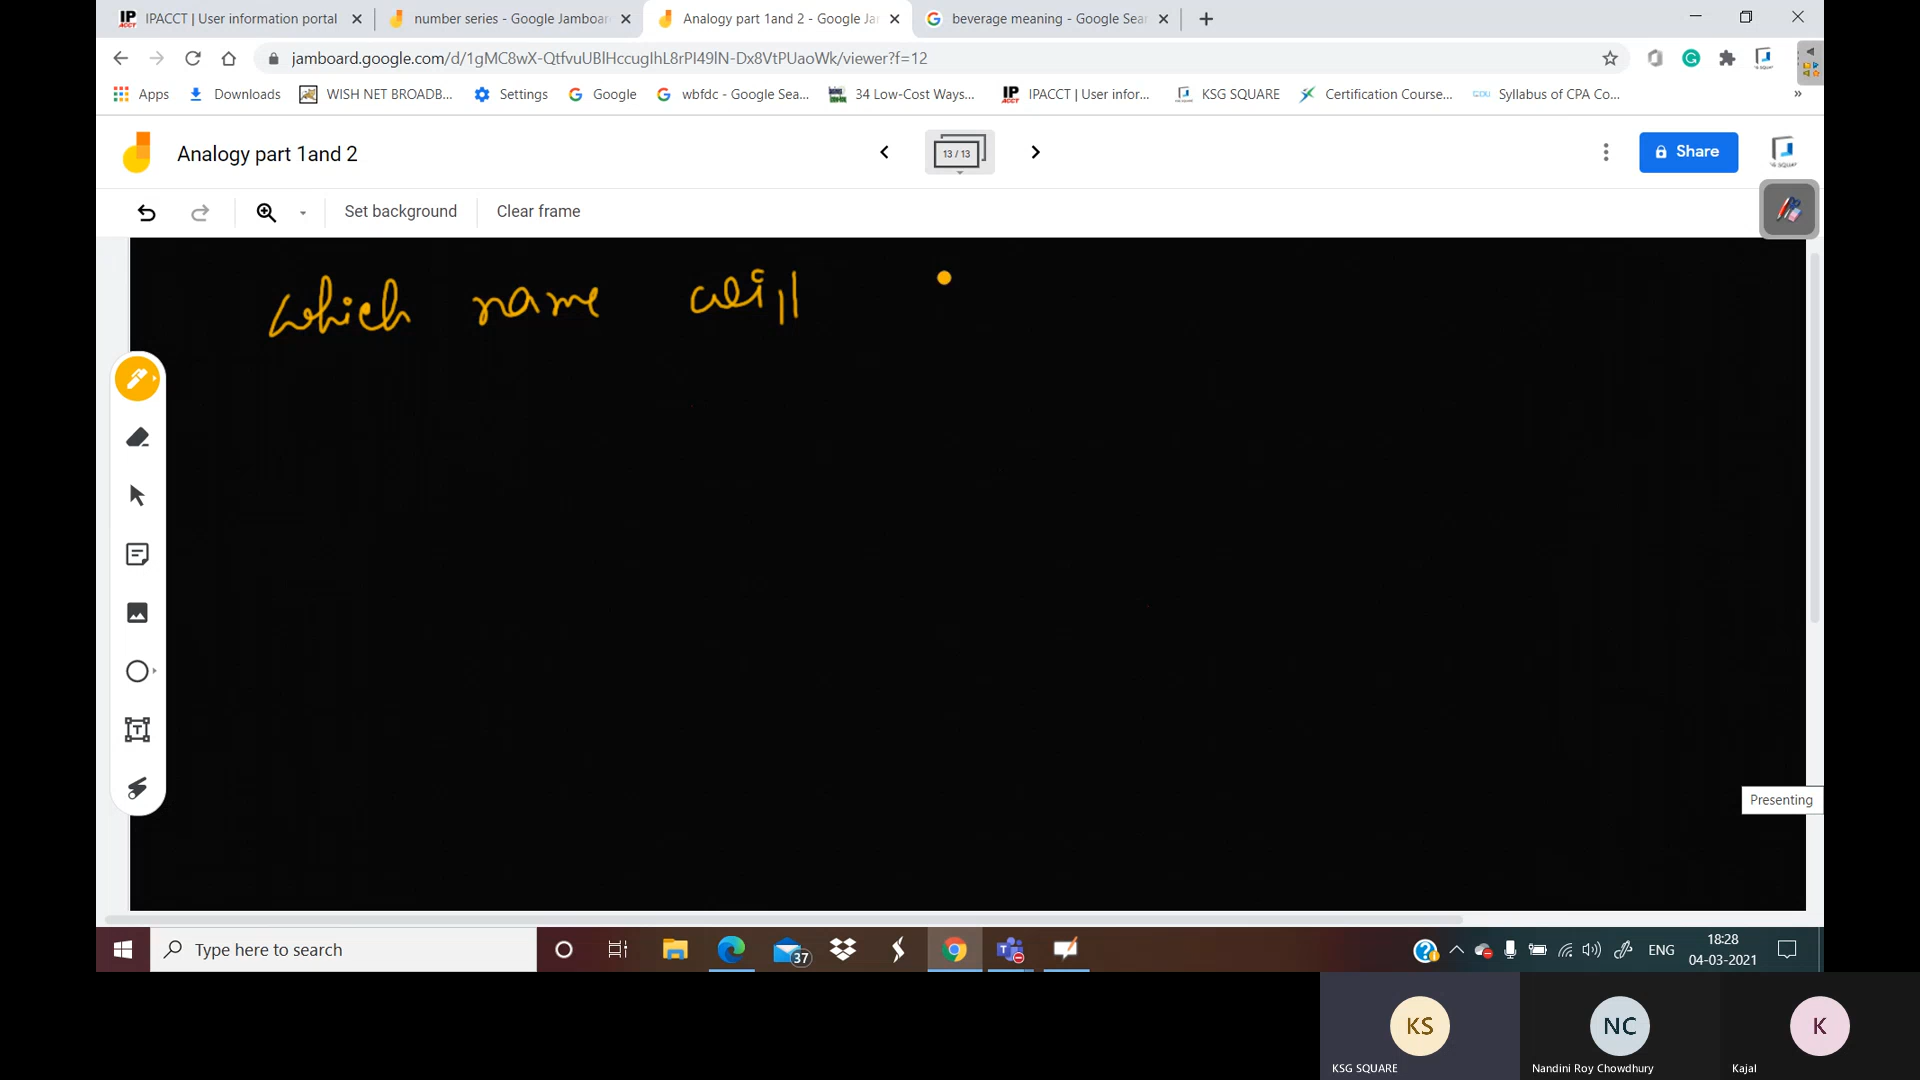 IPACCT | User information portal
number series - Google Jamboar
Analogy part 1and 2 - Google Ja
beverage meaning - Google Sea
jamboard.google.com/d/1gMC8wX-QtfvuUBlHccugIhL8rPI49lN-Dx8VtPUaoWk/viewer?f=12
Apps Downloads WISH NET BROADB... Settings Google wbfdc - Google Sea... 34 Low-Cost Ways... IPACCT | User infor... KSG SQUARE Certification Course... Syllabus of CPA Co... »
Analogy part 1and 2
13 / 13
Share
Set background Clear frame
which name will
Presenting
Type here to search
37
ENG
18:28
04-03-2021
KS NC K
KSG SQUARE Nandini Roy Chowdhury Kajal